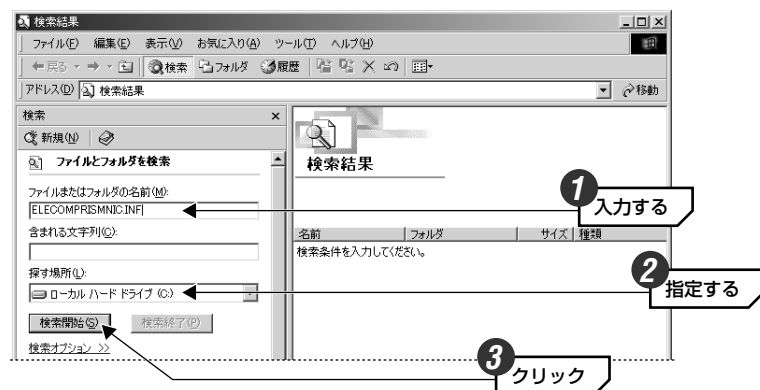 検索結果
ファイル(F) 編集(E) 表示(V) お気に入り(A) ツール(T) ヘルプ(H)
戻る 検索 フォルダ 履歴
アドレス(D) 検索結果 移動
検索
新規(N)
ファイルとフォルダを検索
ファイルまたはフォルダの名前(M):
ELECOMPRISMNIC.INF
含まれる文字列(C):
探す場所(L):
ローカル ハード ドライブ (C:)
検索開始(S) 検索終了(P)
検索オプション >>
検索結果
名前 フォルダ サイズ 種類
検索条件を入力してください。
1 入力する
2 指定する
3 クリック